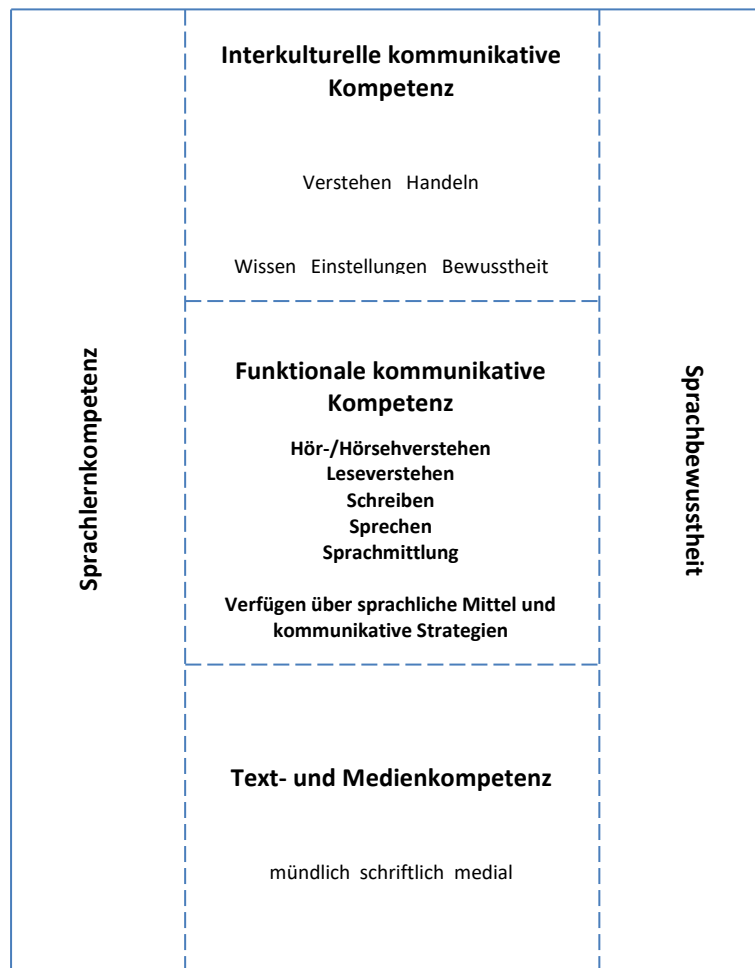 Interkulturelle kommunikative
Kompetenz
Verstehen Handeln
Wissen Einstellungen Bewusstheit
Sprachlernkompetenz
Funktionale kommunikative
Kompetenz
Hör-/Hörsehverstehen
Leseverstehen
Schreiben
Sprechen
Sprachmittlung
Verfügen über sprachliche Mittel und
kommunikative Strategien
Sprachbewusstheit
Text- und Medienkompetenz
mündlich schriftlich medial